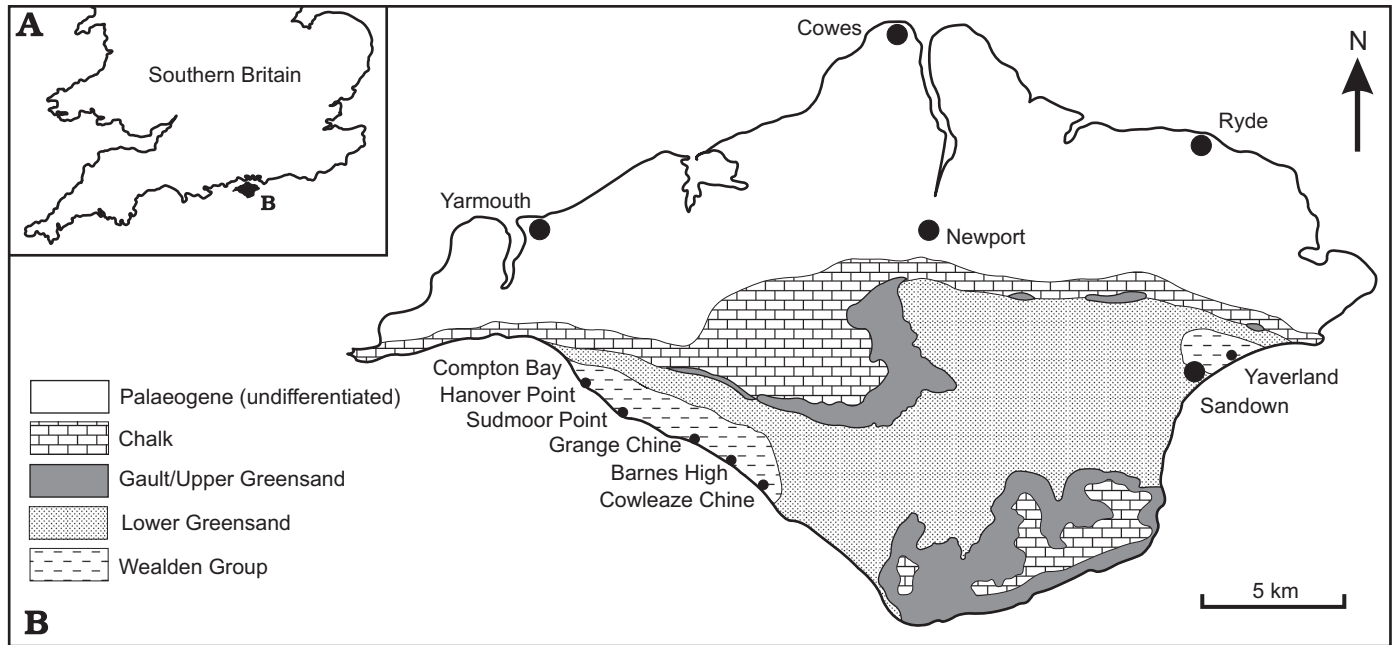 A
Southern Britain
B
Cowes
N
Ryde
Yarmouth
Newport
Compton Bay
Hanover Point
Sudmoor Point
Grange Chine
Barnes High
Cowleaze Chine
Yaverland
Sandown
Palaeogene (undifferentiated)
Chalk
Gault/Upper Greensand
Lower Greensand
Wealden Group
5 km
B